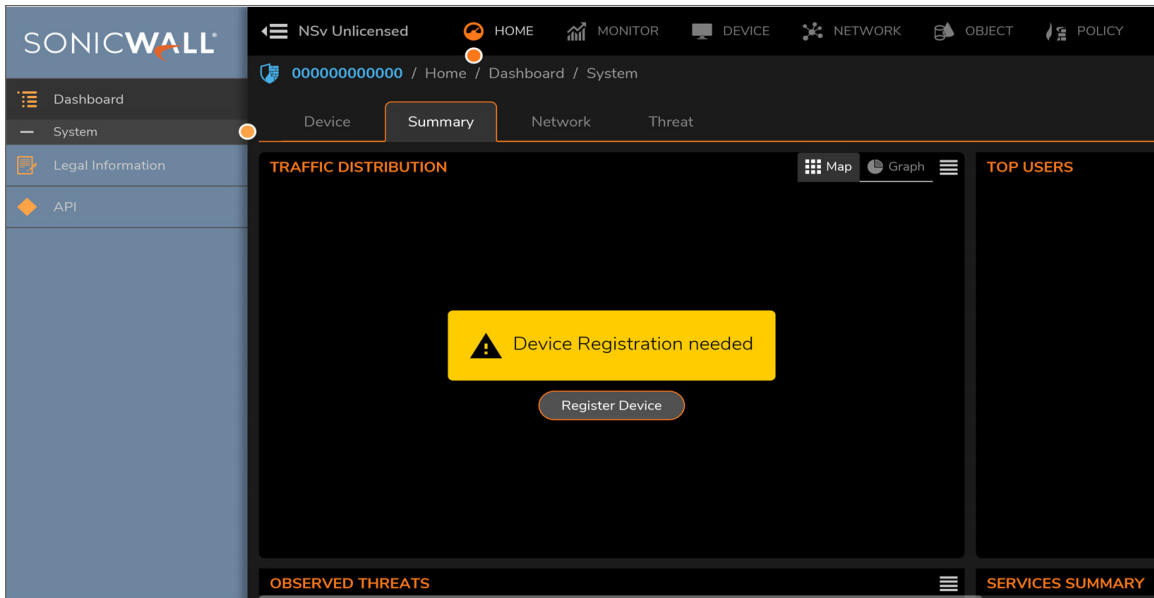 SONICWALL
NSv Unlicensed
HOME
MONITOR
DEVICE
NETWORK
OBJECT
POLICY
000000000000 / Home / Dashboard / System
Dashboard
System
Legal Information
API
Device
Summary
Network
Threat
TRAFFIC DISTRIBUTION
Map
Graph
TOP USERS
Device Registration needed
Register Device
OBSERVED THREATS
SERVICES SUMMARY